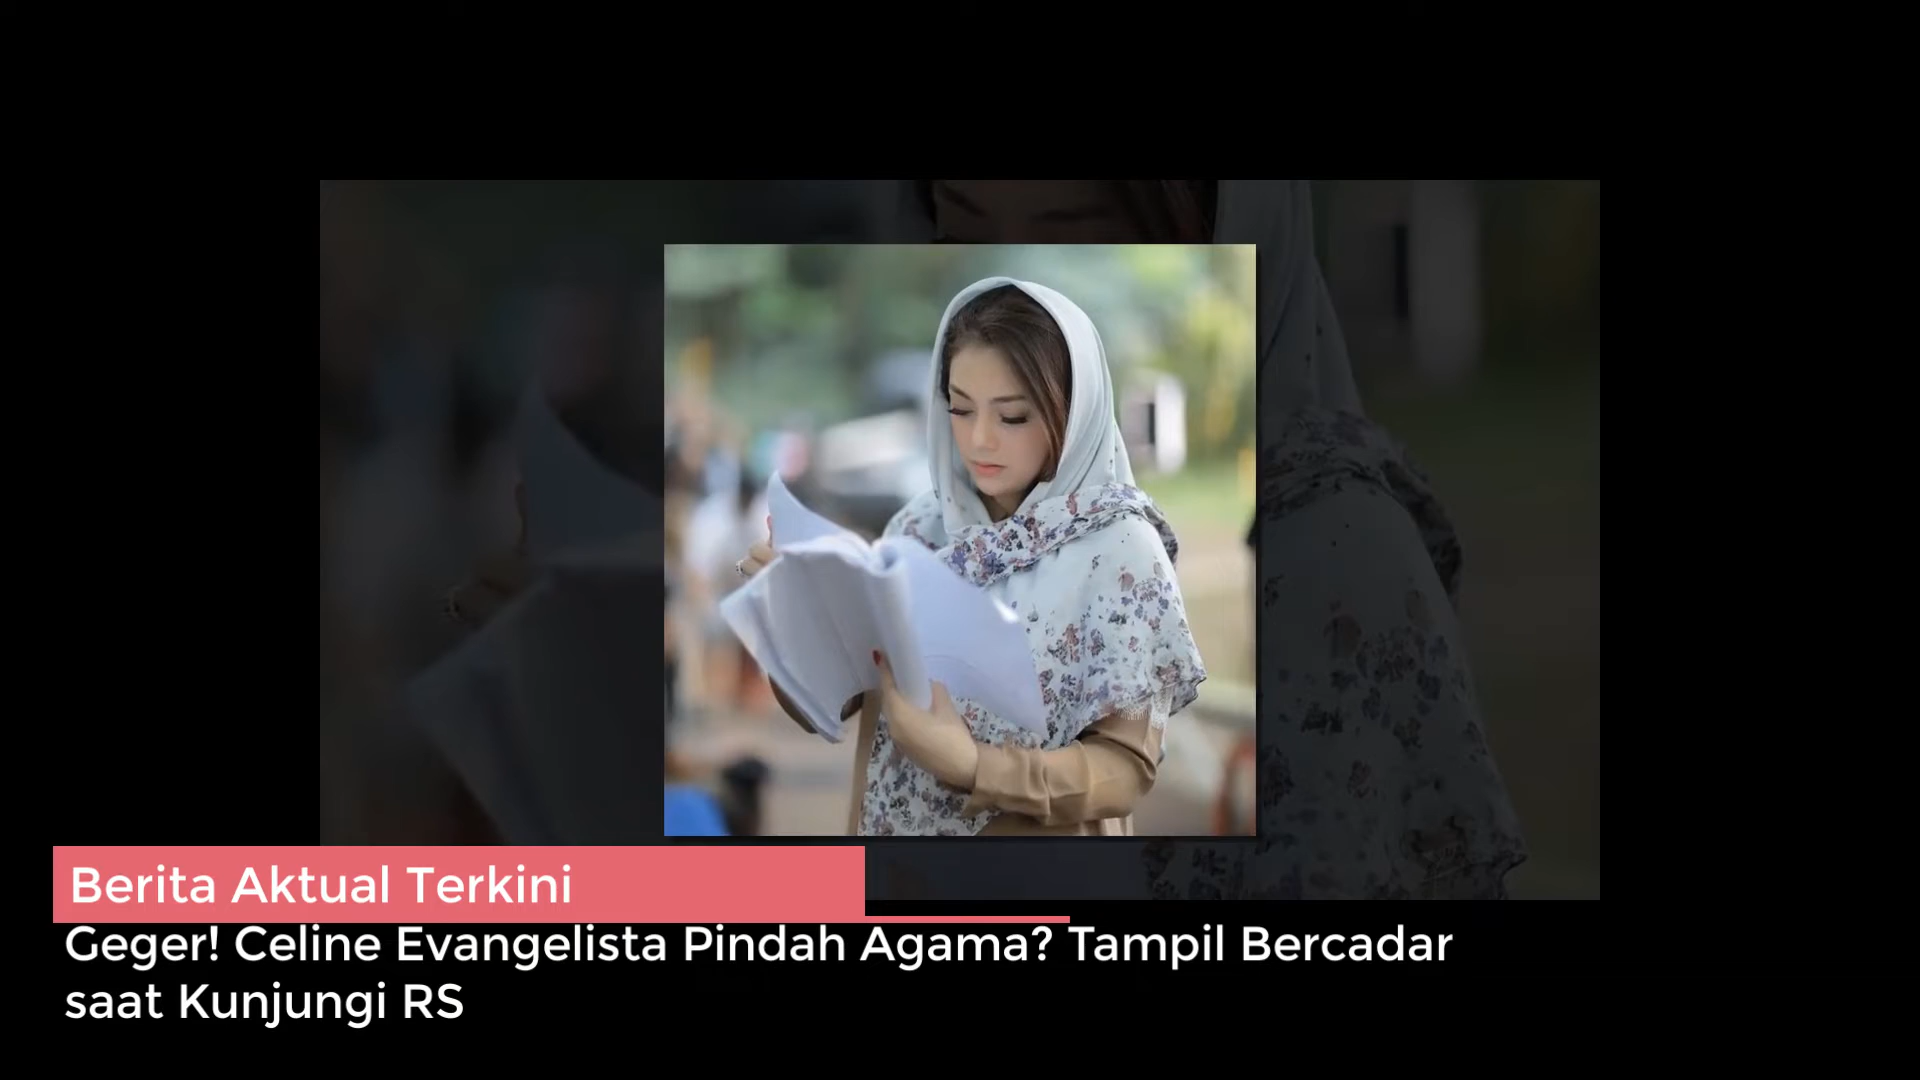 Berita Aktual Terkini
Geger! Celine Evangelista Pindah Agama? Tampil Bercadar
saat Kunjungi RS